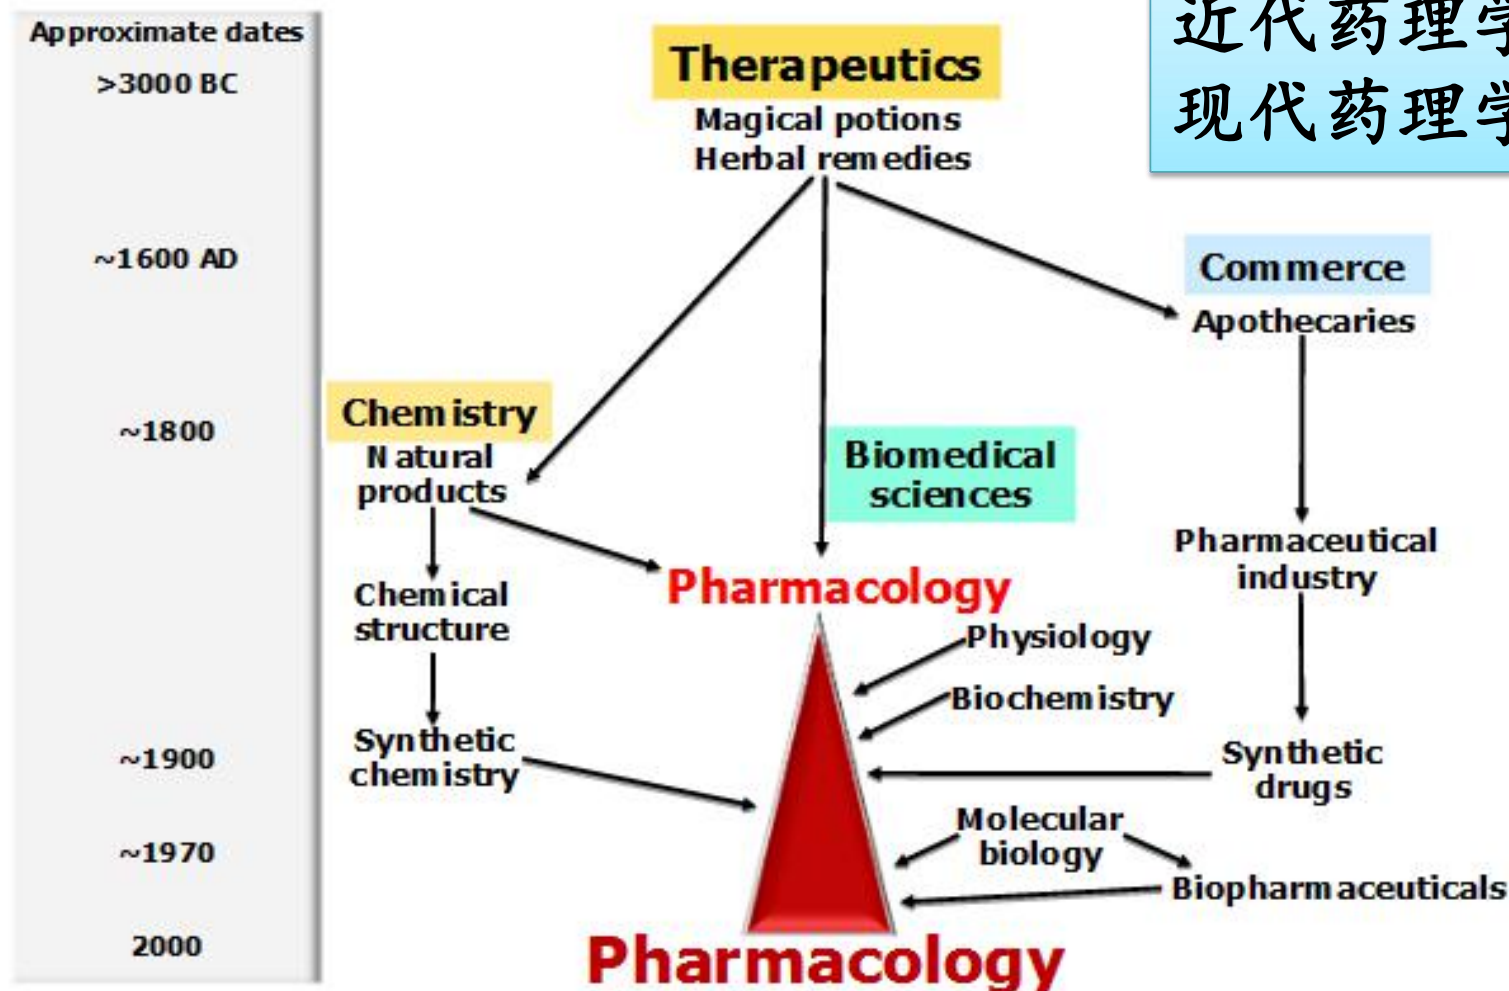 Approximate dates
>3000 BC
~1600 AD
~1800
~1900
~1970
2000
近代药理学
现代药理学
Therapeutics
Magical potions
Herbal remedies
Commerce
Apothecaries
Chemistry
Natural
products
Biomedical
sciences
Pharmaceutical
industry
Pharmacology
Chemical
structure
Physiology
Biochemistry
Synthetic
chemistry
Synthetic
drugs
Molecular
biology
Biopharmaceuticals
Pharmacology